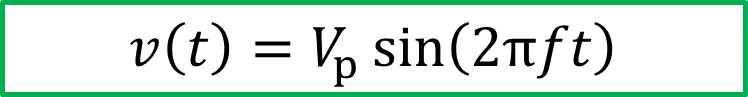 v(t) = Vₚ sin(2πft)